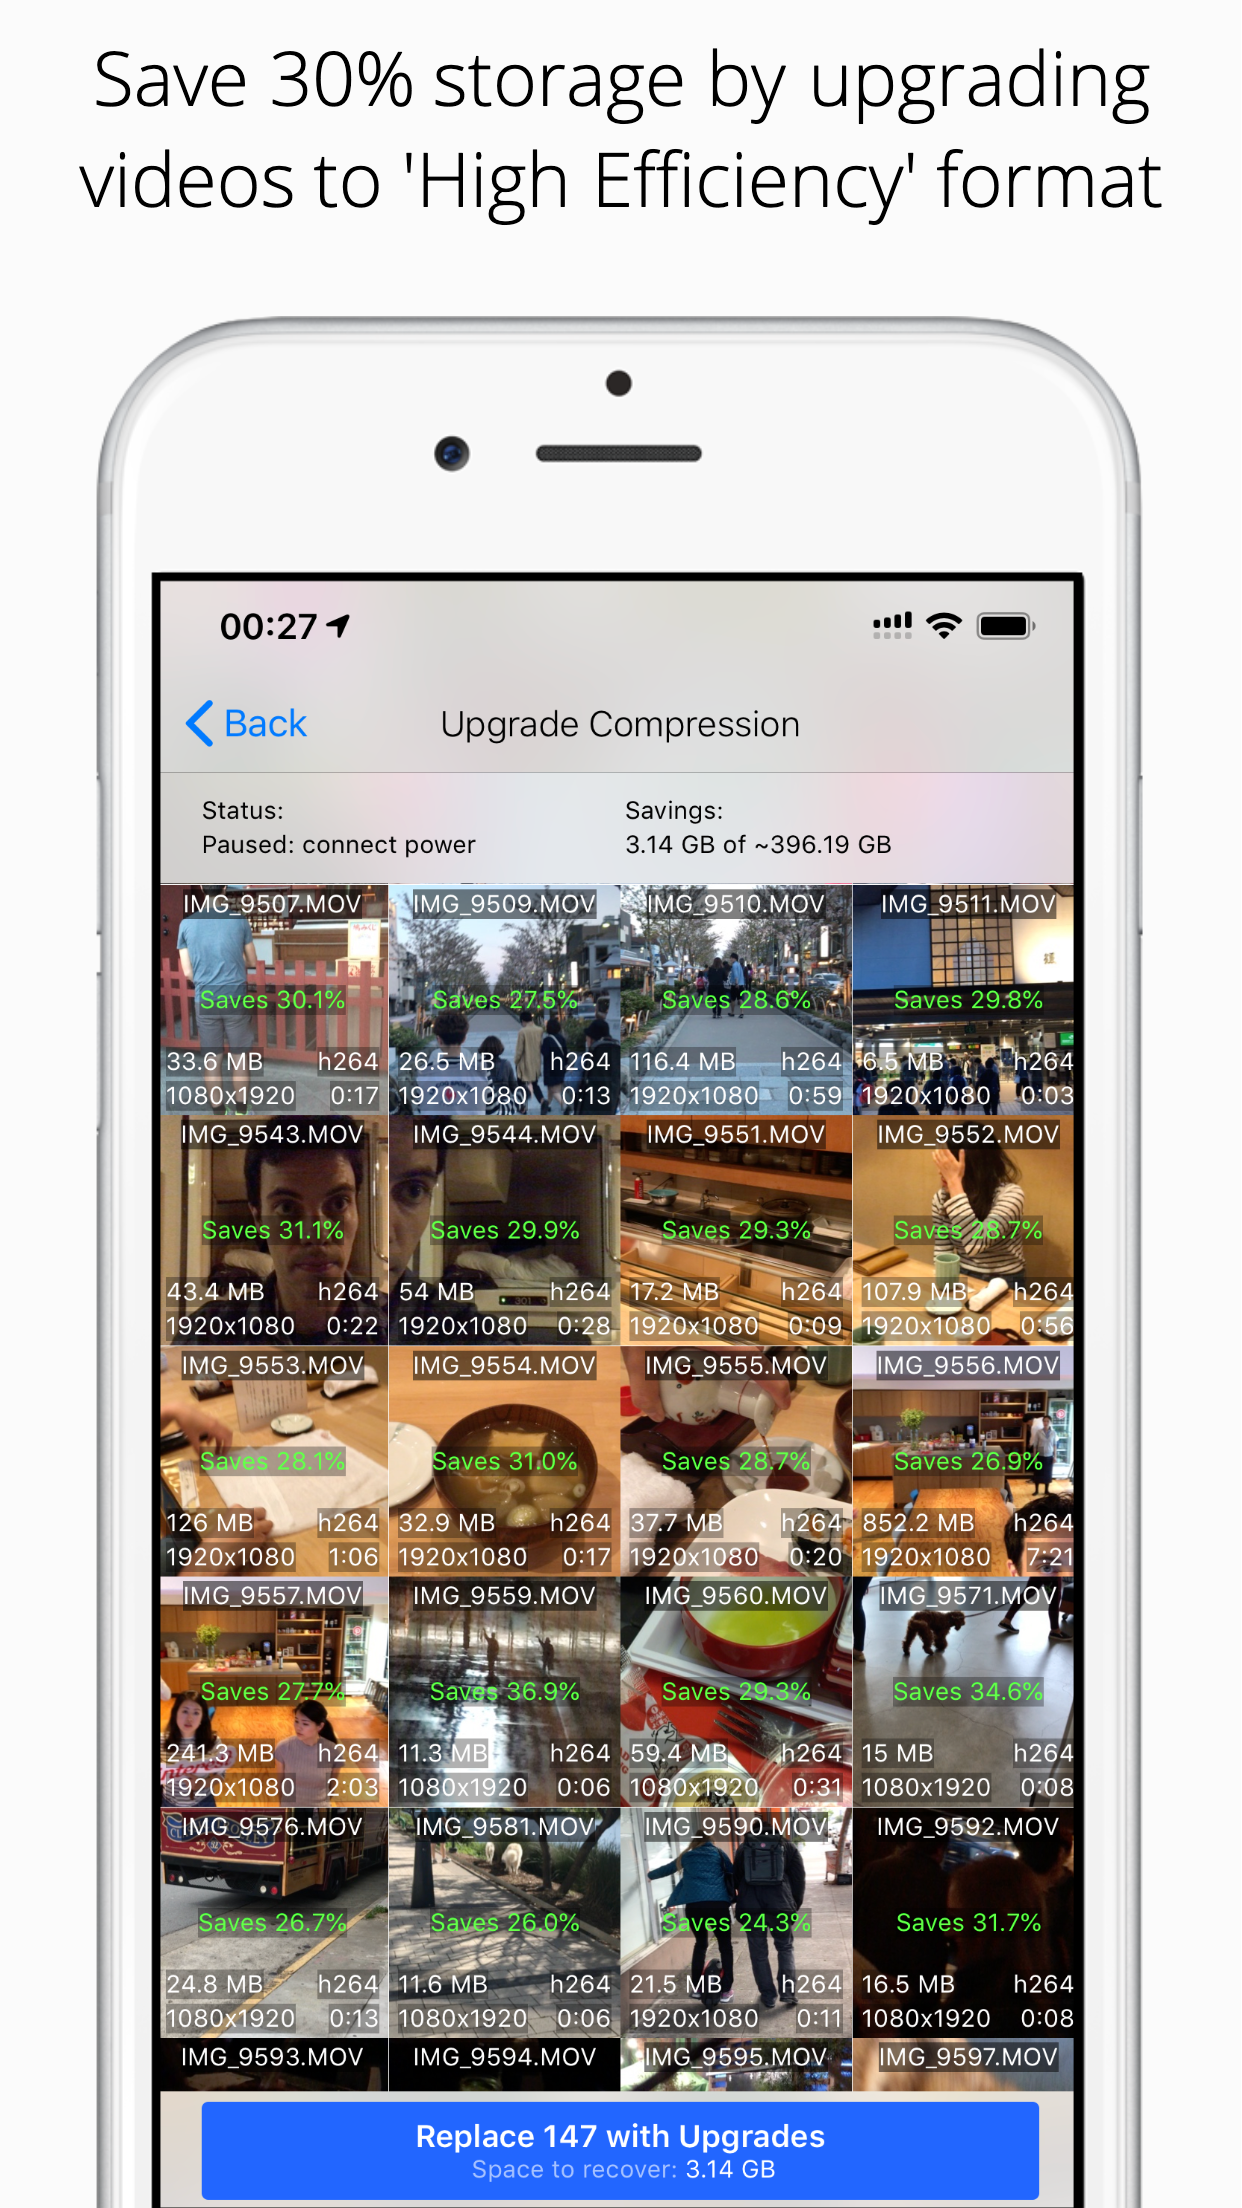 Save 30% storage by upgrading
videos to 'High Efficiency' format
00:27
Back
Upgrade Compression
Status:
Paused: connect power
Savings:
3.14 GB of ~396.19 GB
IMG_9507.MOV
Saves 30.1%
33.6 MB h264
1080x1920 0:17
IMG_9509.MOV
Saves 27.5%
26.5 MB h264
1920x1080 0:13
IMG_9510.MOV
Saves 28.6%
116.4 MB h264
1920x1080 0:59
IMG_9511.MOV
Saves 29.8%
6.5 MB h264
1920x1080 0:03
IMG_9543.MOV
Saves 31.1%
43.4 MB h264
1920x1080 0:22
IMG_9544.MOV
Saves 29.9%
54 MB h264
1920x1080 0:28
IMG_9551.MOV
Saves 29.3%
17.2 MB h264
1920x1080 0:09
IMG_9552.MOV
Saves 28.7%
107.9 MB h264
1920x1080 0:56
IMG_9553.MOV
Saves 28.1%
126 MB h264
1920x1080 1:06
IMG_9554.MOV
Saves 31.0%
32.9 MB h264
1920x1080 0:17
IMG_9555.MOV
Saves 28.7%
37.7 MB h264
1920x1080 0:20
IMG_9556.MOV
Saves 26.9%
852.2 MB h264
1920x1080 7:21
IMG_9557.MOV
Saves 27.7%
241.3 MB h264
1920x1080 2:03
IMG_9559.MOV
Saves 36.9%
11.3 MB h264
1080x1920 0:06
IMG_9560.MOV
Saves 29.3%
59.4 MB h264
1080x1920 0:31
IMG_9571.MOV
Saves 34.6%
15 MB h264
1080x1920 0:08
IMG_9576.MOV
Saves 26.7%
24.8 MB h264
1080x1920 0:13
IMG_9581.MOV
Saves 26.0%
11.6 MB h264
1080x1920 0:06
IMG_9590.MOV
Saves 24.3%
21.5 MB h264
1920x1080 0:11
IMG_9592.MOV
Saves 31.7%
16.5 MB h264
1080x1920 0:08
IMG_9593.MOV
IMG_9594.MOV
IMG_9595.MOV
IMG_9597.MOV
Replace 147 with Upgrades
Space to recover: 3.14 GB